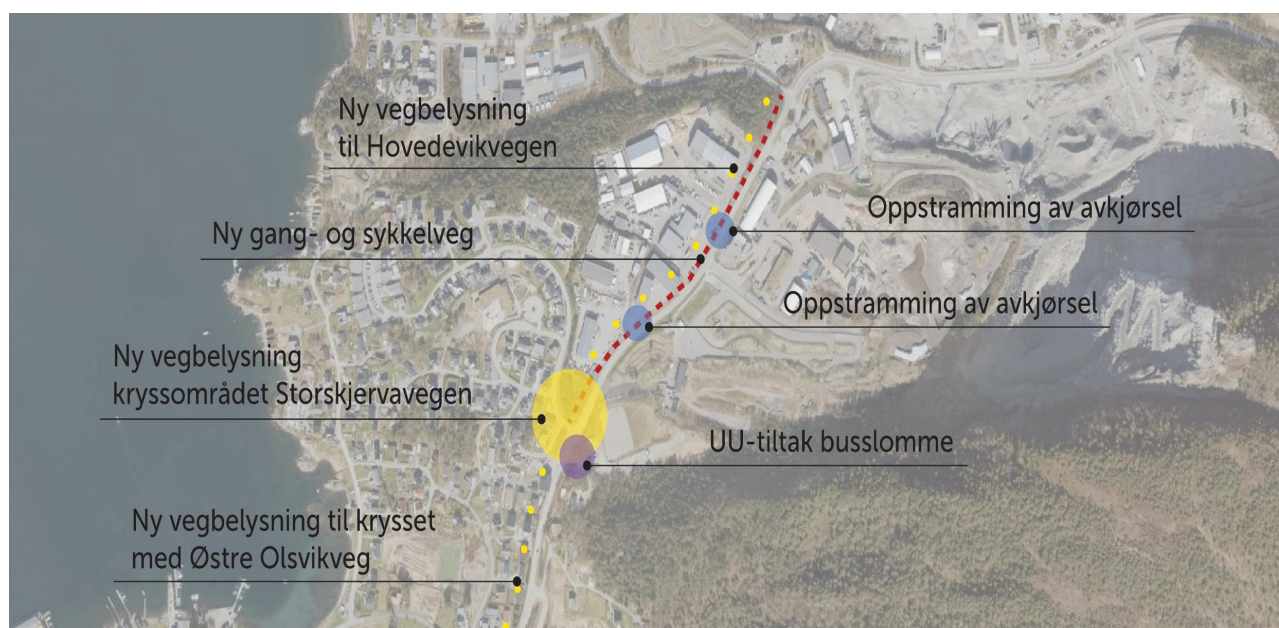 Ny vegbelysning
til Hovedevikvegen
Oppstramming av avkjørsel
Ny gang- og sykkelveg
Oppstramming av avkjørsel
Ny vegbelysning
kryssområdet Storskjervavegen
UU-tiltak busslomme
Ny vegbelysning til krysset
med Østre Olsvikveg